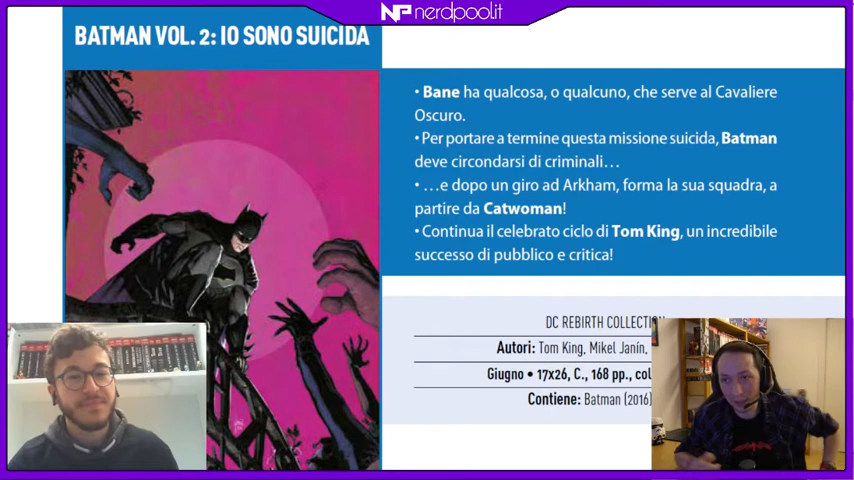 NP nerdpool.it
BATMAN VOL. 2: IO SONO SUICIDA
• Bane ha qualcosa, o qualcuno, che serve al Cavaliere
Oscuro.
• Per portare a termine questa missione suicida, Batman
deve circondarsi di criminali…
• …e dopo un giro ad Arkham, forma la sua squadra, a
partire da Catwoman!
• Continua il celebrato ciclo di Tom King, un incredibile
successo di pubblico e critica!
DC REBIRTH COLLECTION
Autori: Tom King, Mikel Janín,
Giugno • 17x26, C., 168 pp., col
Contiene: Batman (2016)